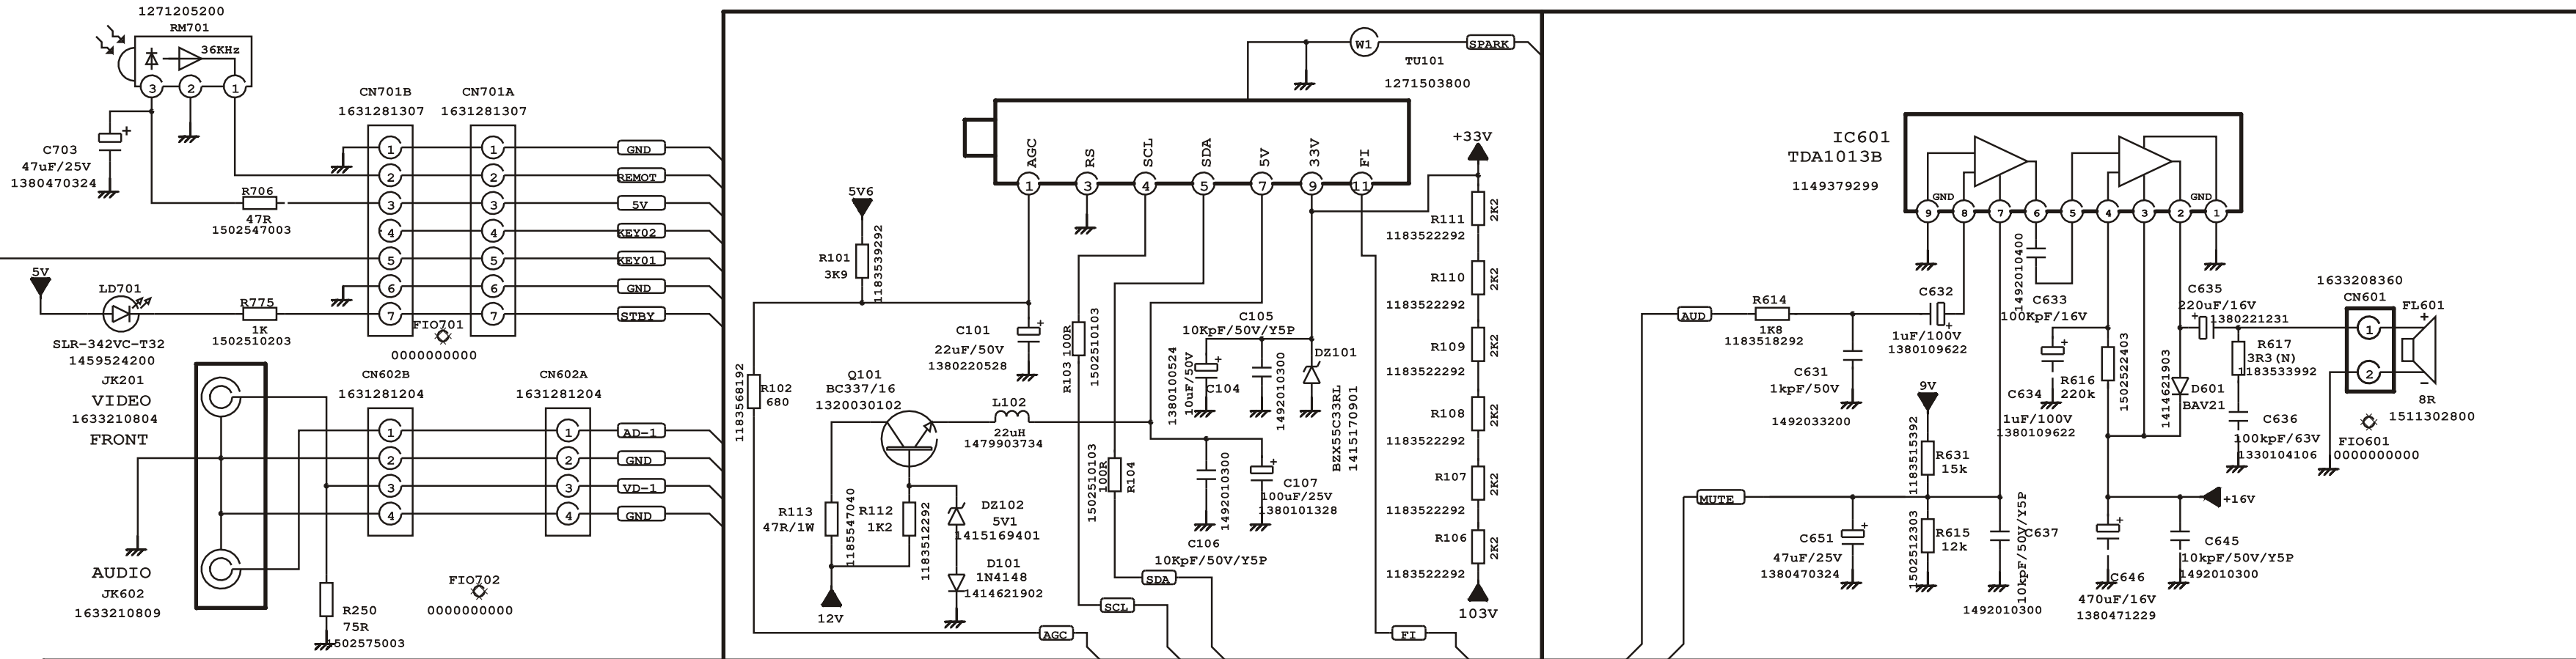 1271205200
RM701
36KHz
3
2
1
+
C703
47uF/25V
1380470324
R706
47R
1502547003
5V
LD701
SLR-342VC-T32
1459524200
R775
1K
1502510203
CN701B
1631281307
1
2
3
4
5
6
7
CN701A
1631281307
1
2
3
4
5
6
7
GND
REMOT
5V
KEY02
KEY01
GND
STBY
FIO701
0000000000
JK201
VIDEO
1633210804
FRONT
AUDIO
JK602
1633210809
CN602B
1631281204
1
2
3
4
CN602A
1631281204
1
2
3
4
AD-1
GND
VD-1
GND
R250
75R
1502575003
FIO702
0000000000
W1
SPARK
TU101
1271503800
AGC
RS
SCL
SDA
5V
33V
FI
1
3
4
5
7
9
11
5V6
R101
3K9
1183539292
C101
22uF/50V
1380220528
+
R102
680
1183568192
Q101
BC337/16
1320030102
L102
22uH
1479903734
R103 100R
1502510103
1502510103
100R
R104
C105
10KpF/50V/Y5P
1380100524
10uF/50V
+
C104
1492010300
DZ101
BZX55C33RL
1415170901
R113
47R/1W
1185547040
R112
1K2
1183512292
DZ102
5V1
1415169401
D101
1N4148
1414621902
12V
1492010300
+
C107
100uF/25V
1380101328
C106
10KpF/50V/Y5P
SDA
SCL
AGC
FI
+33V
R111
2K2
1183522292
R110
2K2
1183522292
R109
2K2
1183522292
R108
2K2
1183522292
R107
2K2
1183522292
R106
2K2
1183522292
103V
IC601
TDA1013B
1149379299
GND
GND
9
8
7
6
5
4
3
2
1
AUD
R614
1K8
1183518292
C631
1kpF/50V
1492033200
C632
+
1uF/100V
1380109622
1492010400
C633
100KpF/16V
+
C634
1uF/100V
1380109622
R616
220k
1502522403
C635
220uF/16V
+
1380221231
D601
BAV21
1414621903
R617
3R3(N)
1183533992
C636
100kpF/63V
1330104106
1633208360
CN601
1
2
FL601
+
−
8R
1511302800
FIO601
0000000000
9V
1183515392
R631
15k
MUTE
+
C651
47uF/25V
1380470324
1502512303
R615
12k
C637
10kpF/50V/Y5P
1492010300
+16V
+
C646
470uF/16V
1380471229
C645
10kpF/50V/Y5P
1492010300